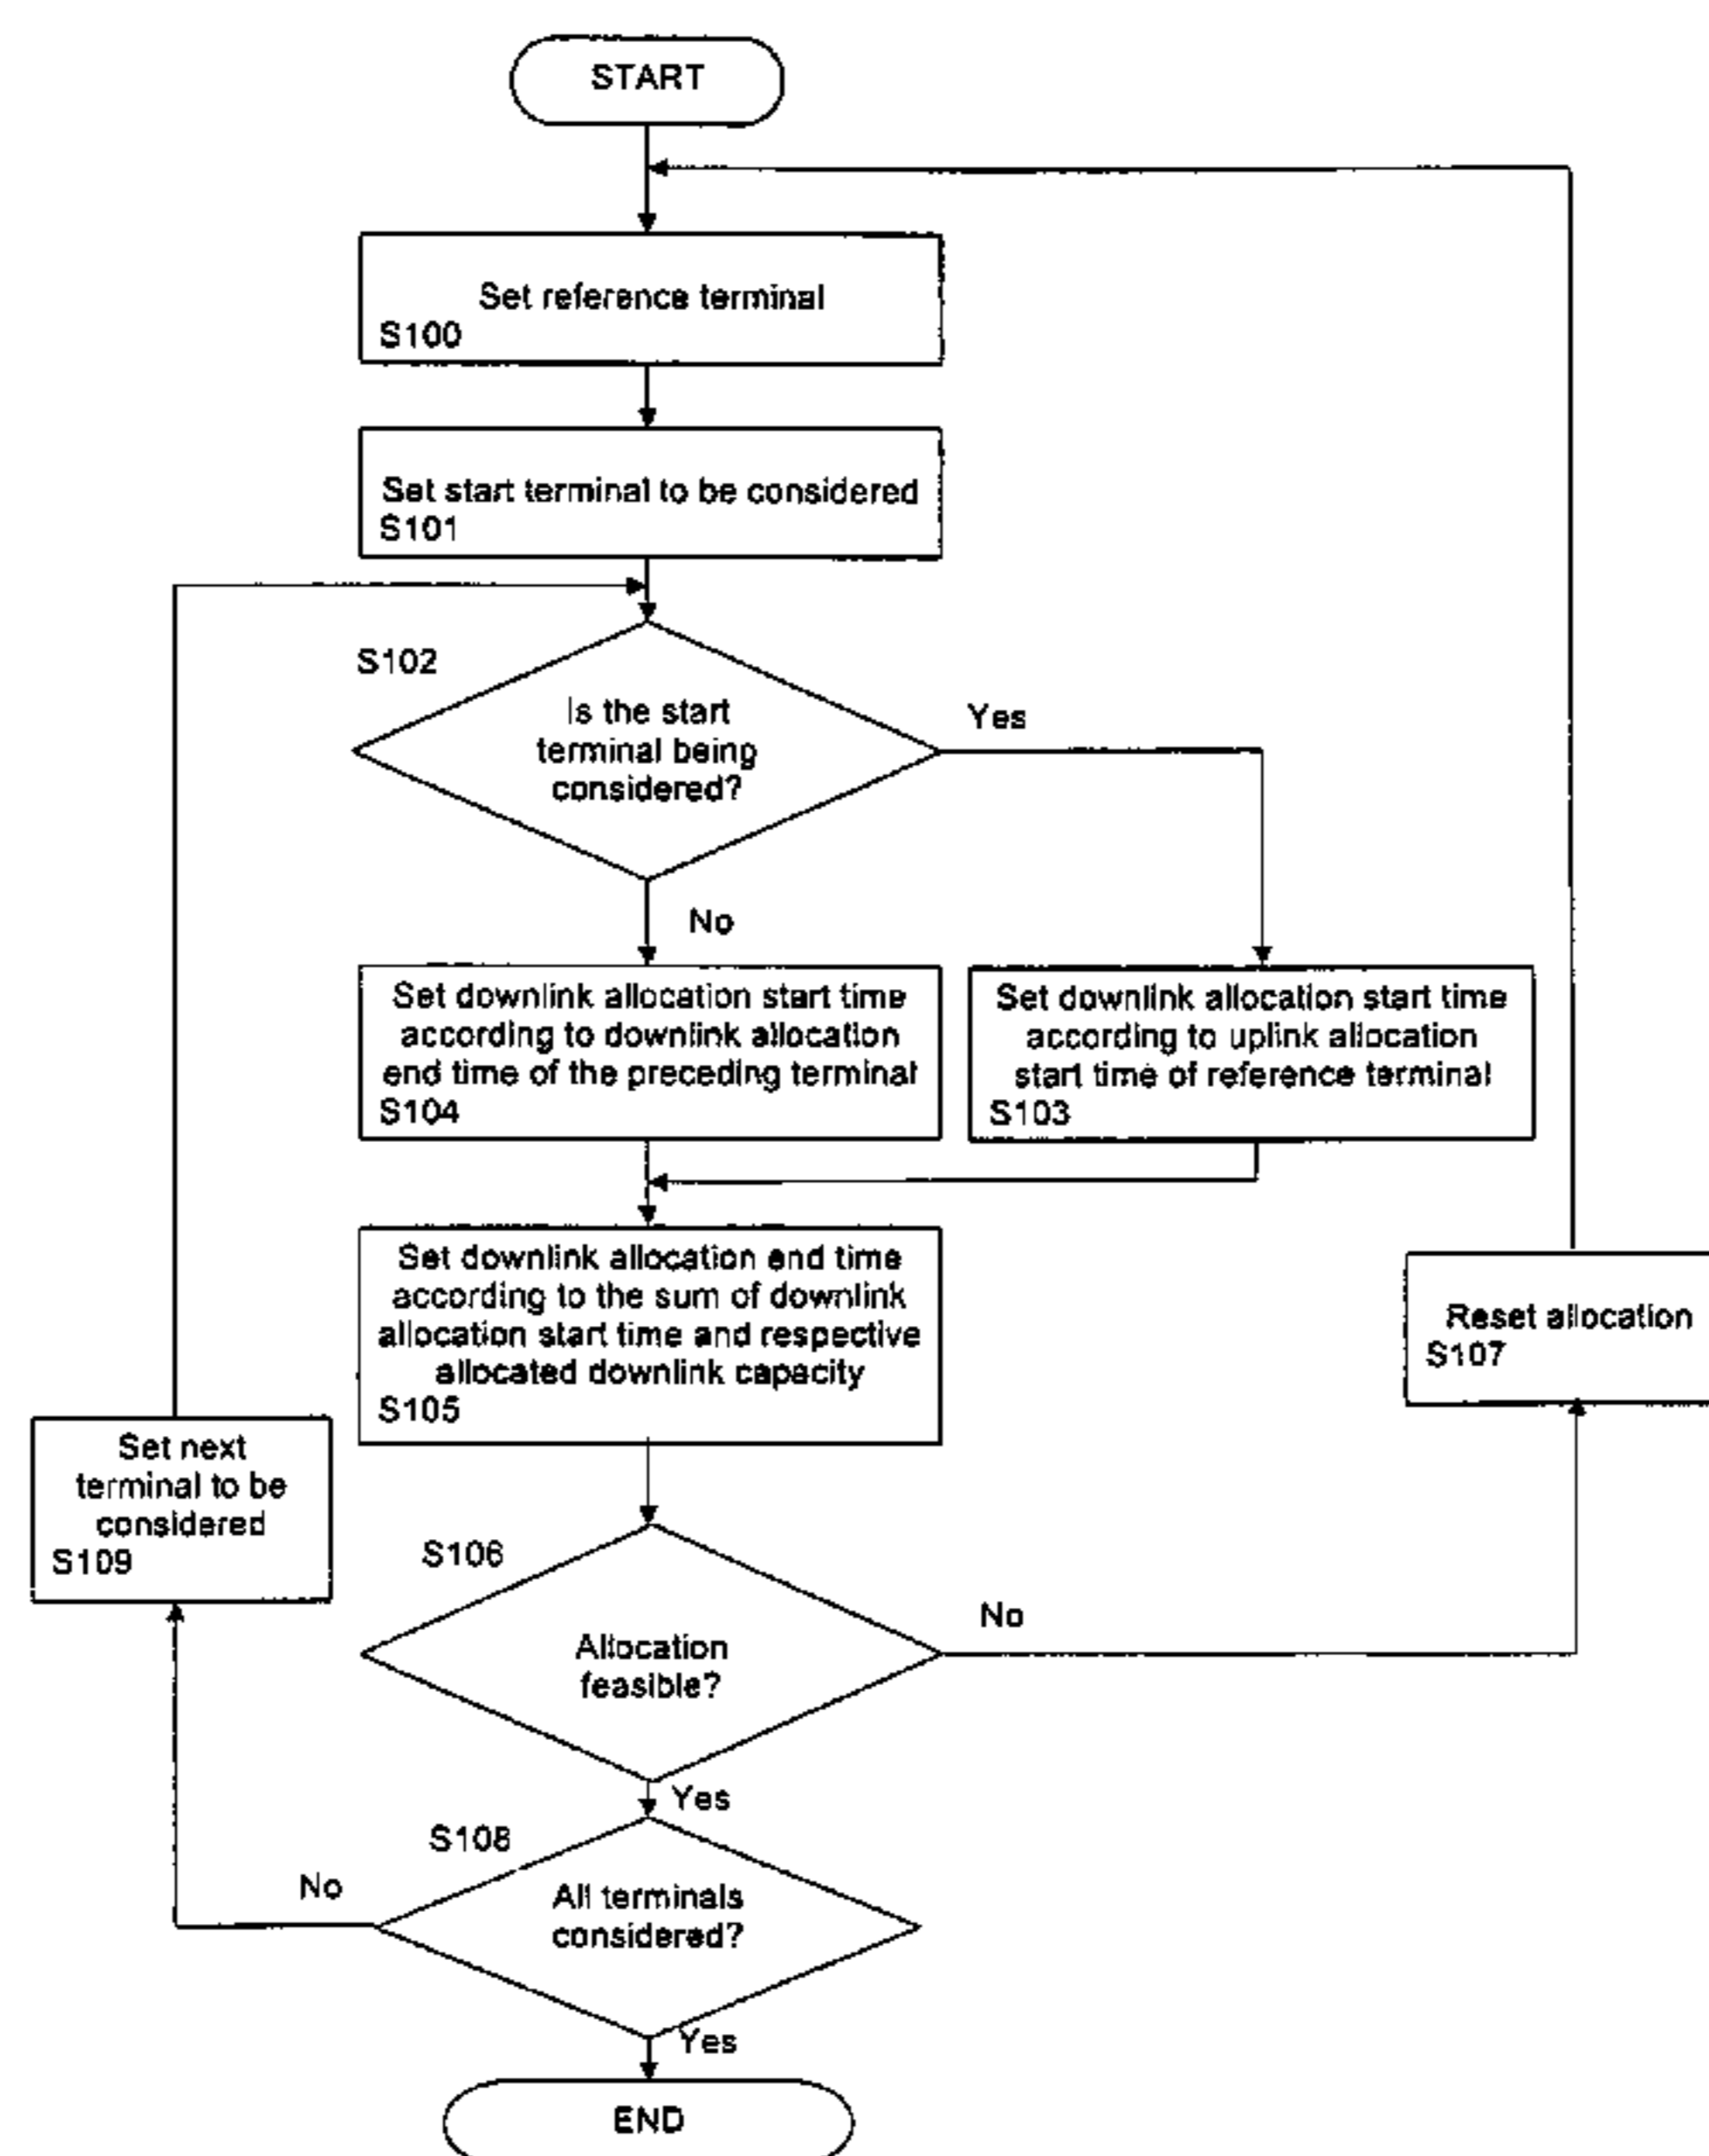 START
Set reference terminal
S100
Set start terminal to be considered
S101
S102
Is the start
terminal being
considered?
Yes
No
Set downlink allocation start time
according to downlink allocation
end time of the preceding terminal
S104
Set downlink allocation start time
according to uplink allocation
start time of reference terminal
S103
Set downlink allocation end time
according to the sum of downlink
allocation start time and respective
allocated downlink capacity
S105
Reset allocation
S107
Set next
terminal to be
considered
S109
S106
Allocation
feasible?
No
Yes
S108
All terminals
considered?
No
Yes
END